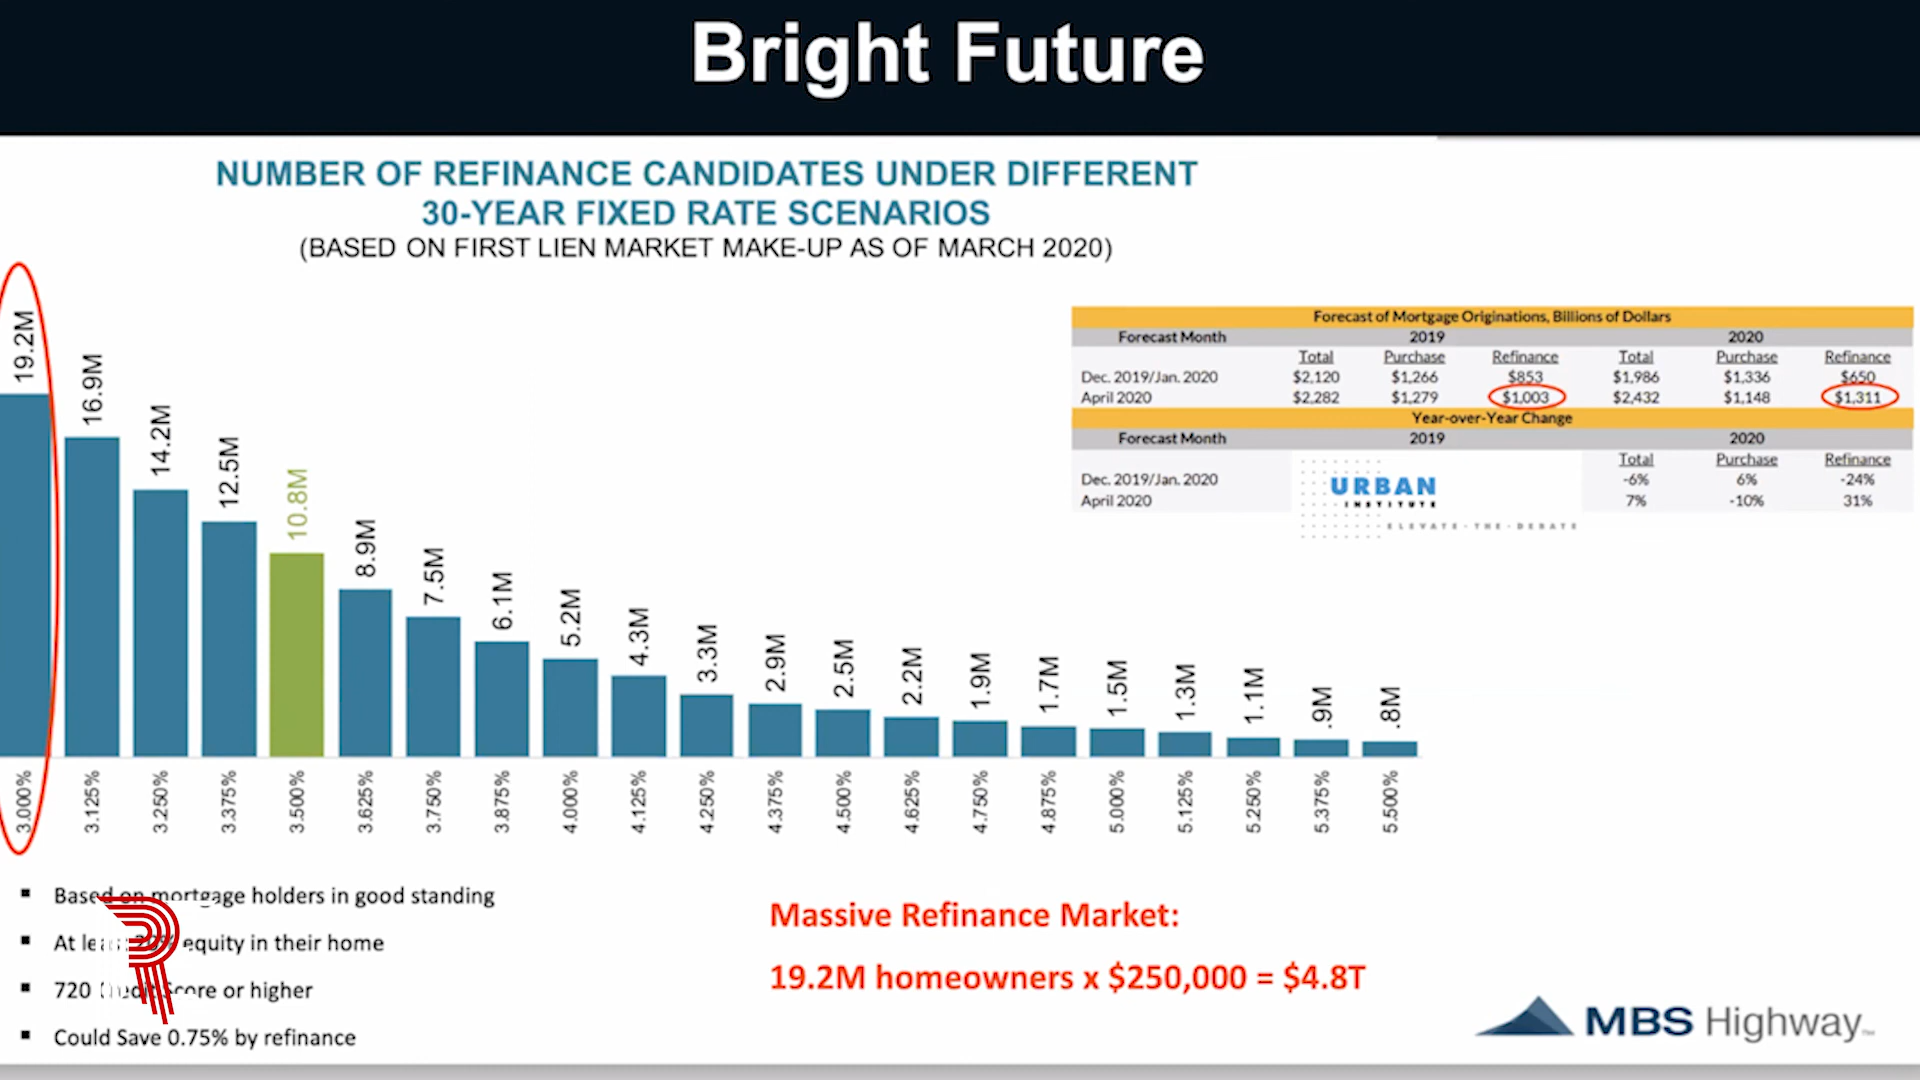 Bright Future
NUMBER OF REFINANCE CANDIDATES UNDER DIFFERENT
30-YEAR FIXED RATE SCENARIOS
(BASED ON FIRST LIEN MARKET MAKE-UP AS OF MARCH 2020)
19.2M 16.9M 14.2M 12.5M 10.8M 8.9M 7.5M 6.1M 5.2M 4.3M 3.3M 2.9M 2.5M 2.2M 1.9M 1.7M 1.5M 1.3M 1.1M .9M .8M
3.000% 3.125% 3.250% 3.375% 3.500% 3.625% 3.750% 3.875% 4.000% 4.125% 4.250% 4.375% 4.500% 4.625% 4.750% 4.875% 5.000% 5.125% 5.250% 5.375% 5.500%
Forecast of Mortgage Originations, Billions of Dollars
Forecast Month 2019 2020
Total Purchase Refinance Total Purchase Refinance
Dec. 2019/Jan. 2020 $2,120 $1,266 $853 $1,986 $1,336 $650
April 2020 $2,282 $1,279 $1,003 $2,432 $1,148 $1,311
Year-over-Year Change
Forecast Month 2019 2020
Total Purchase Refinance
Dec. 2019/Jan. 2020 -6% 6% -24%
April 2020 7% -10% 31%
URBAN
INSTITUTE
ELEVATE·THE·DEBATE
Based on mortgage holders in good standing
At least 20% equity in their home
720 Credit Score or higher
Could Save 0.75% by refinance
Massive Refinance Market:
19.2M homeowners x $250,000 = $4.8T
MBS Highway